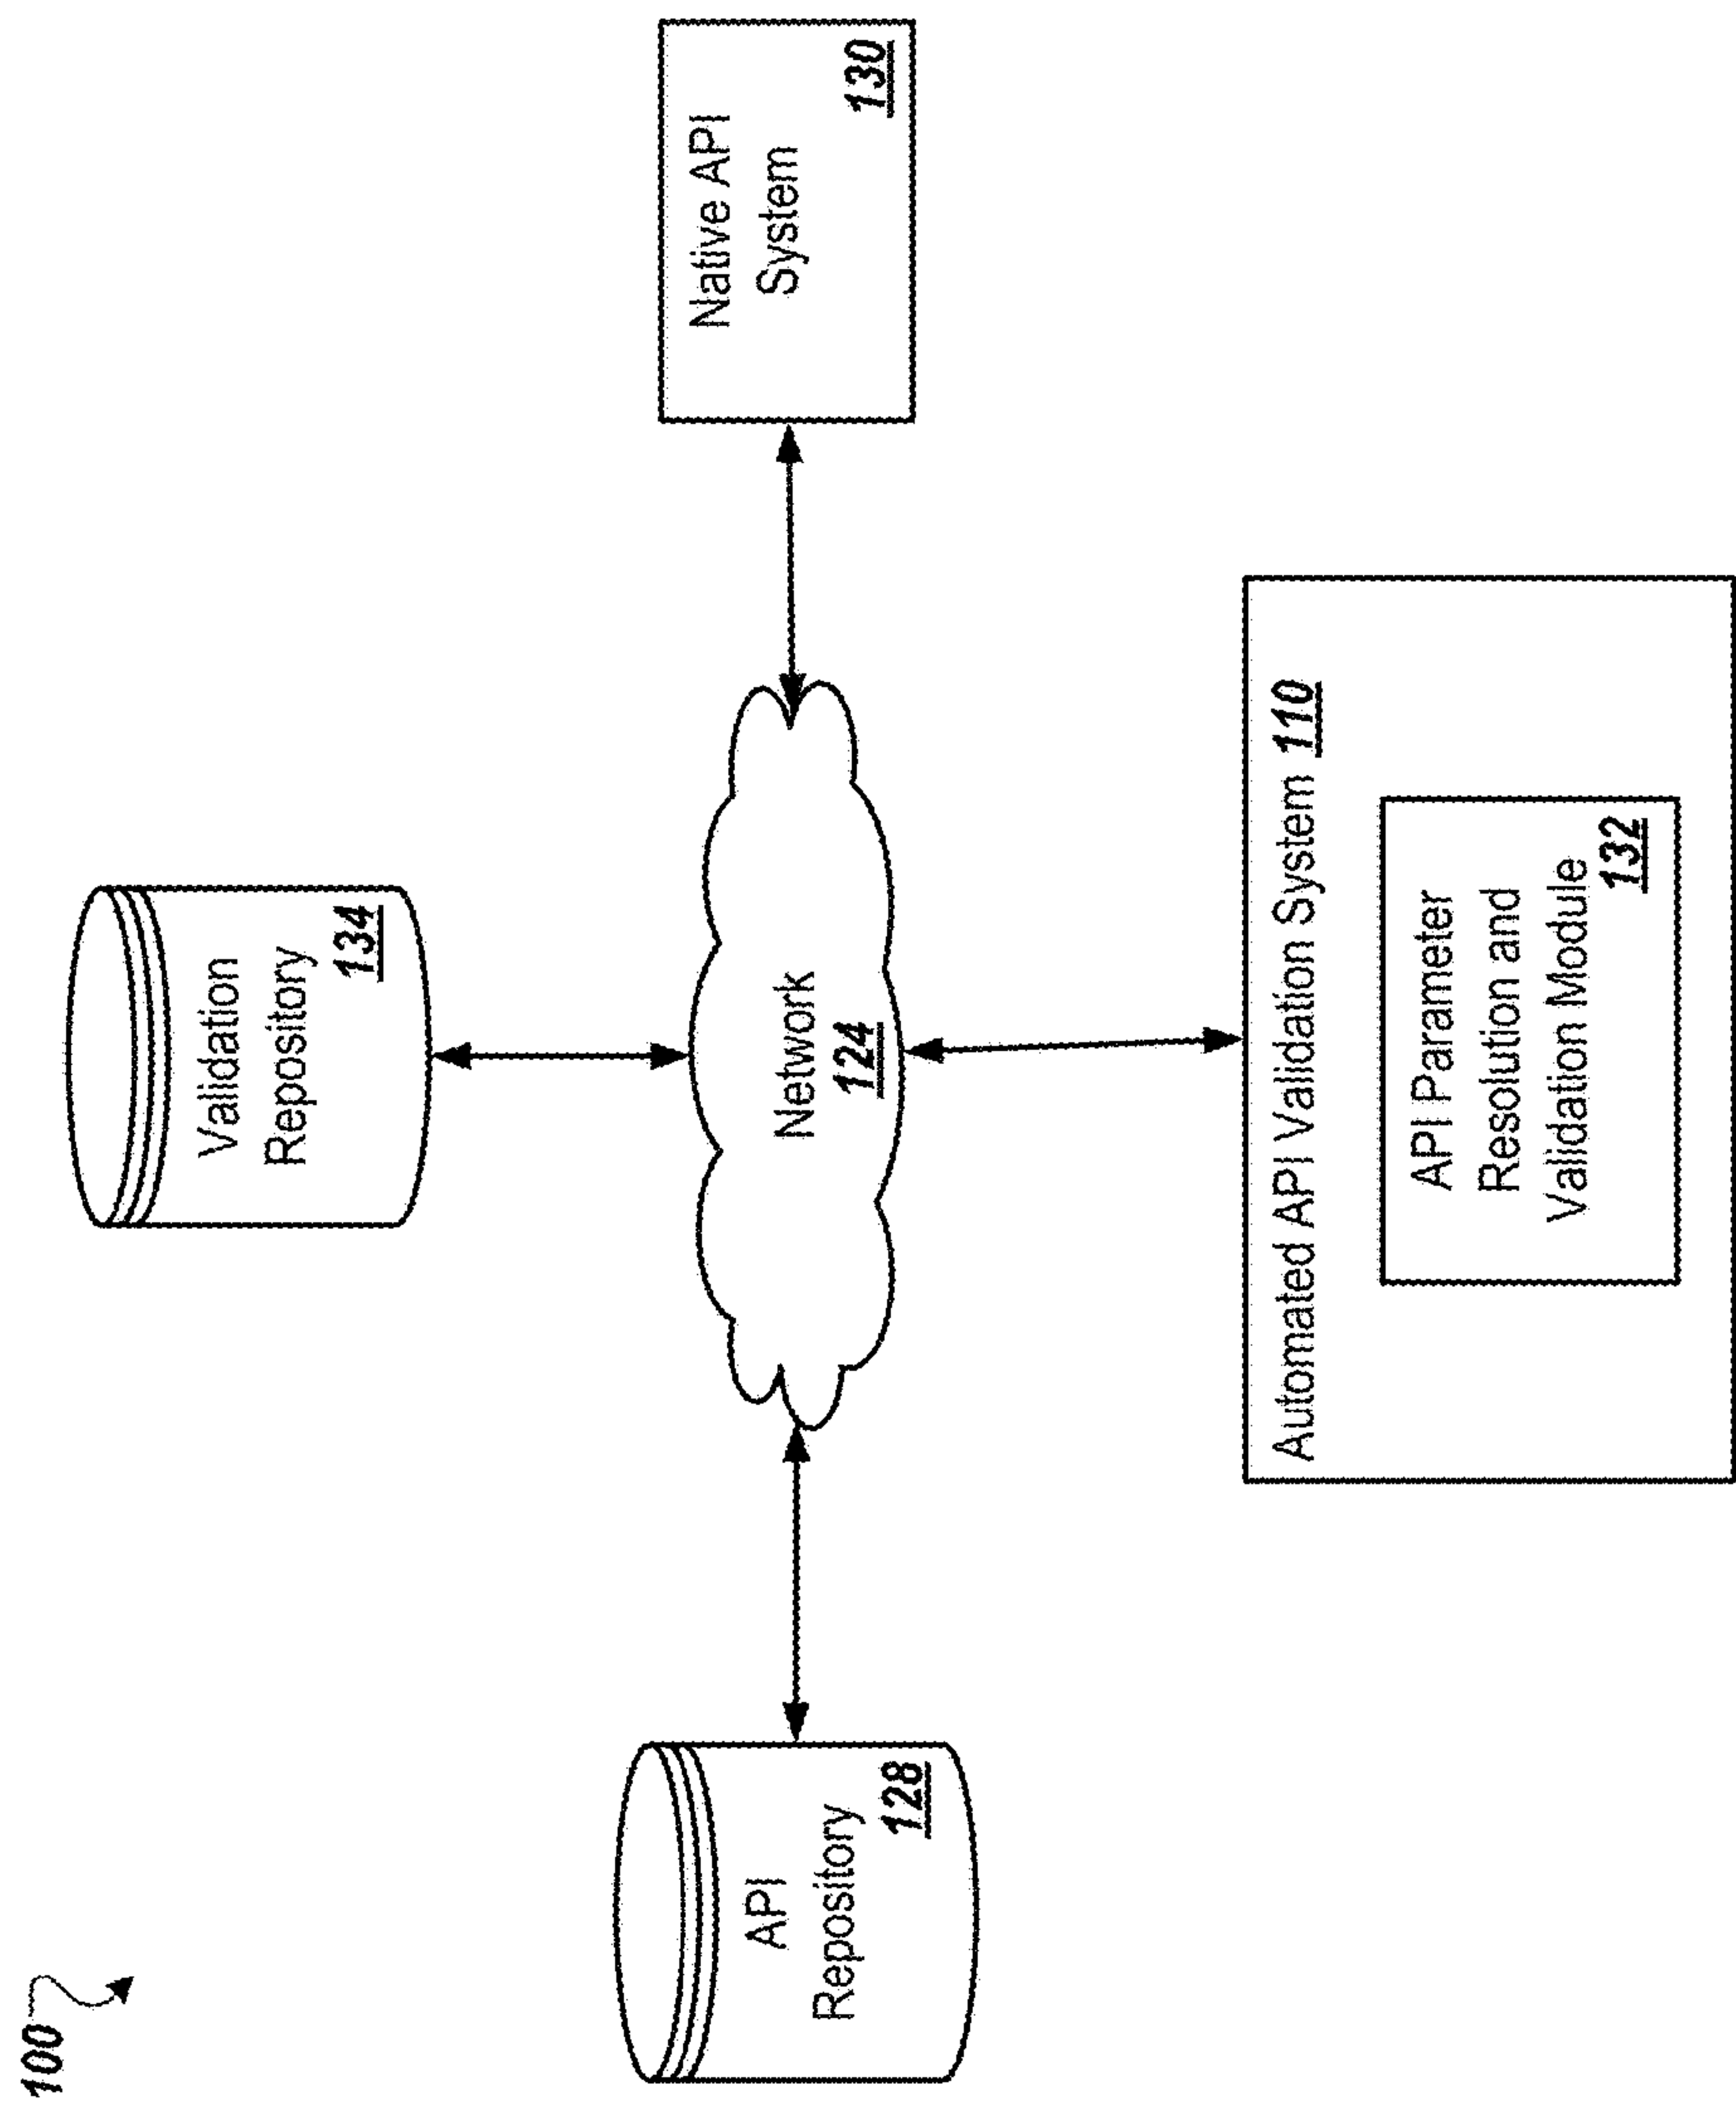 100
Validation
Repository
134
API
Repository
128
Network
124
Native API
System
130
Automated API Validation System 110
API Parameter
Resolution and
Validation Module
132